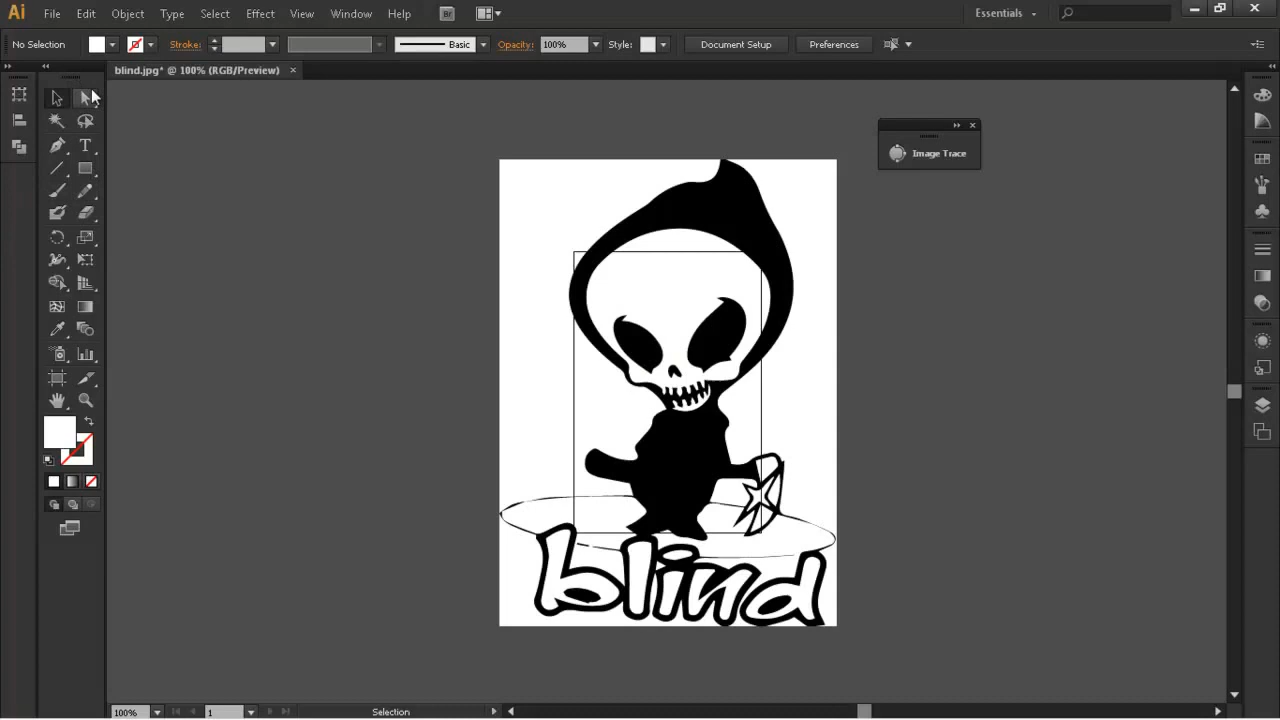 Ai File Edit Object Type Select Effect View Window Help Br Essentials
No Selection Stroke: Basic Opacity: 100% Style: Document Setup Preferences
blind.jpg* @ 100% (RGB/Preview)
Image Trace
blind
100% 1 Selection